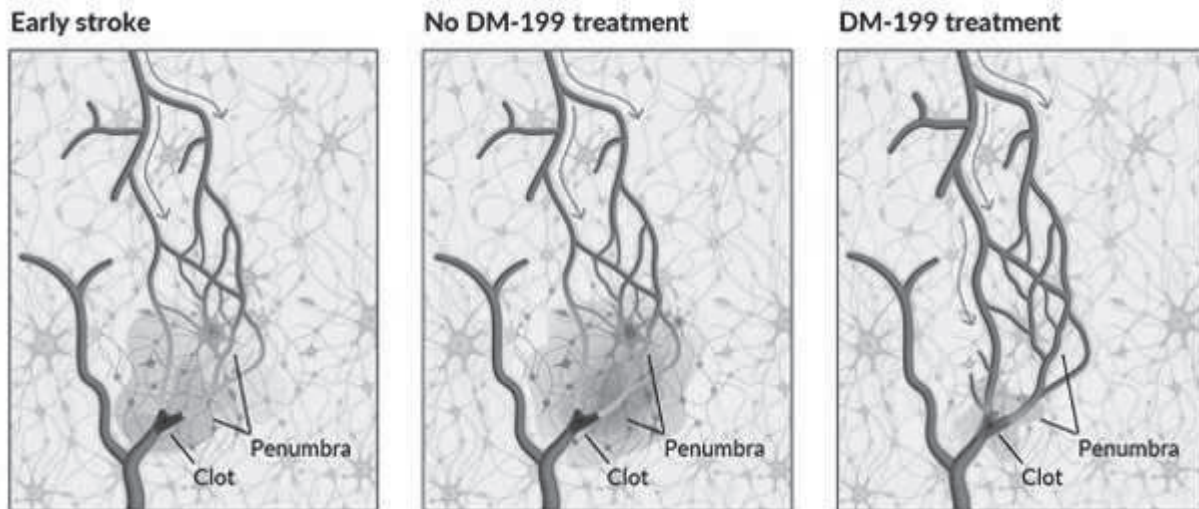 Early stroke
No DM-199 treatment
DM-199 treatment
Penumbra
Clot
Penumbra
Clot
Penumbra
Clot